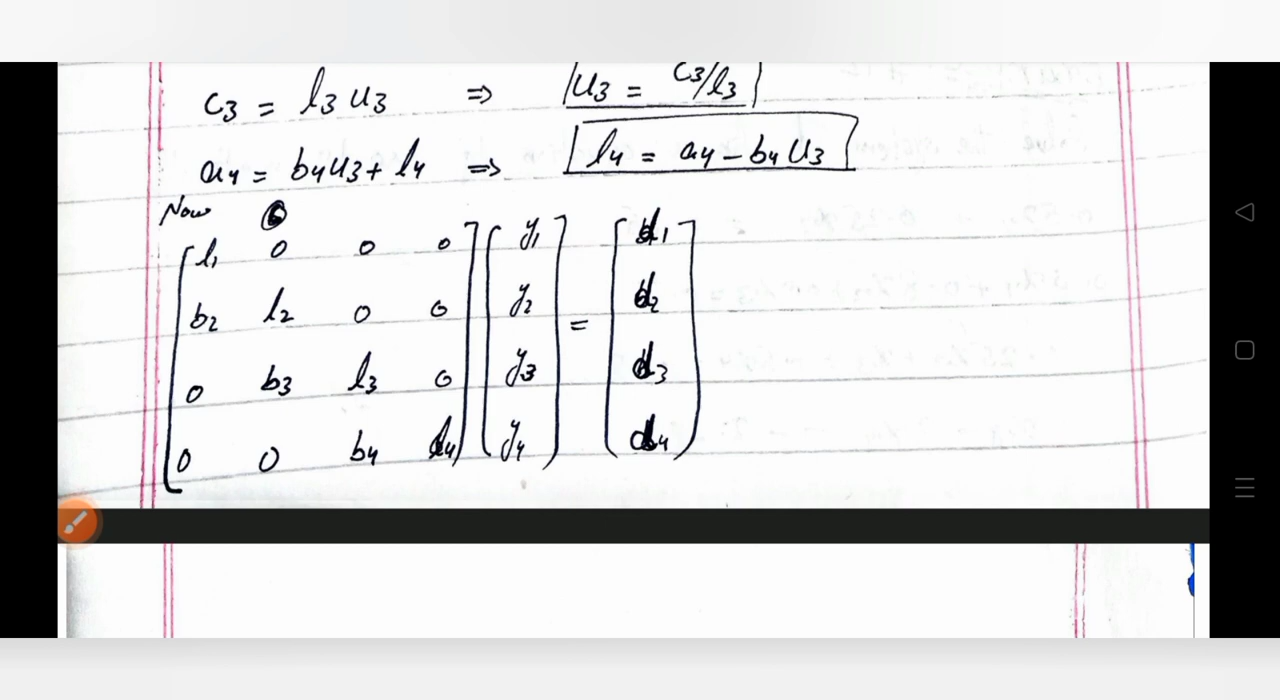 c3 = l3 u3 ⇒ u3 = c3/l3
a4 = b4u3 + l4 ⇒ l4 = a4 - b4 u3
Now
l1 0 0 0 y1 d1
b2 l2 0 0 y2 = d2
0 b3 l3 0 y3 d3
0 0 b4 l4 y4 d4